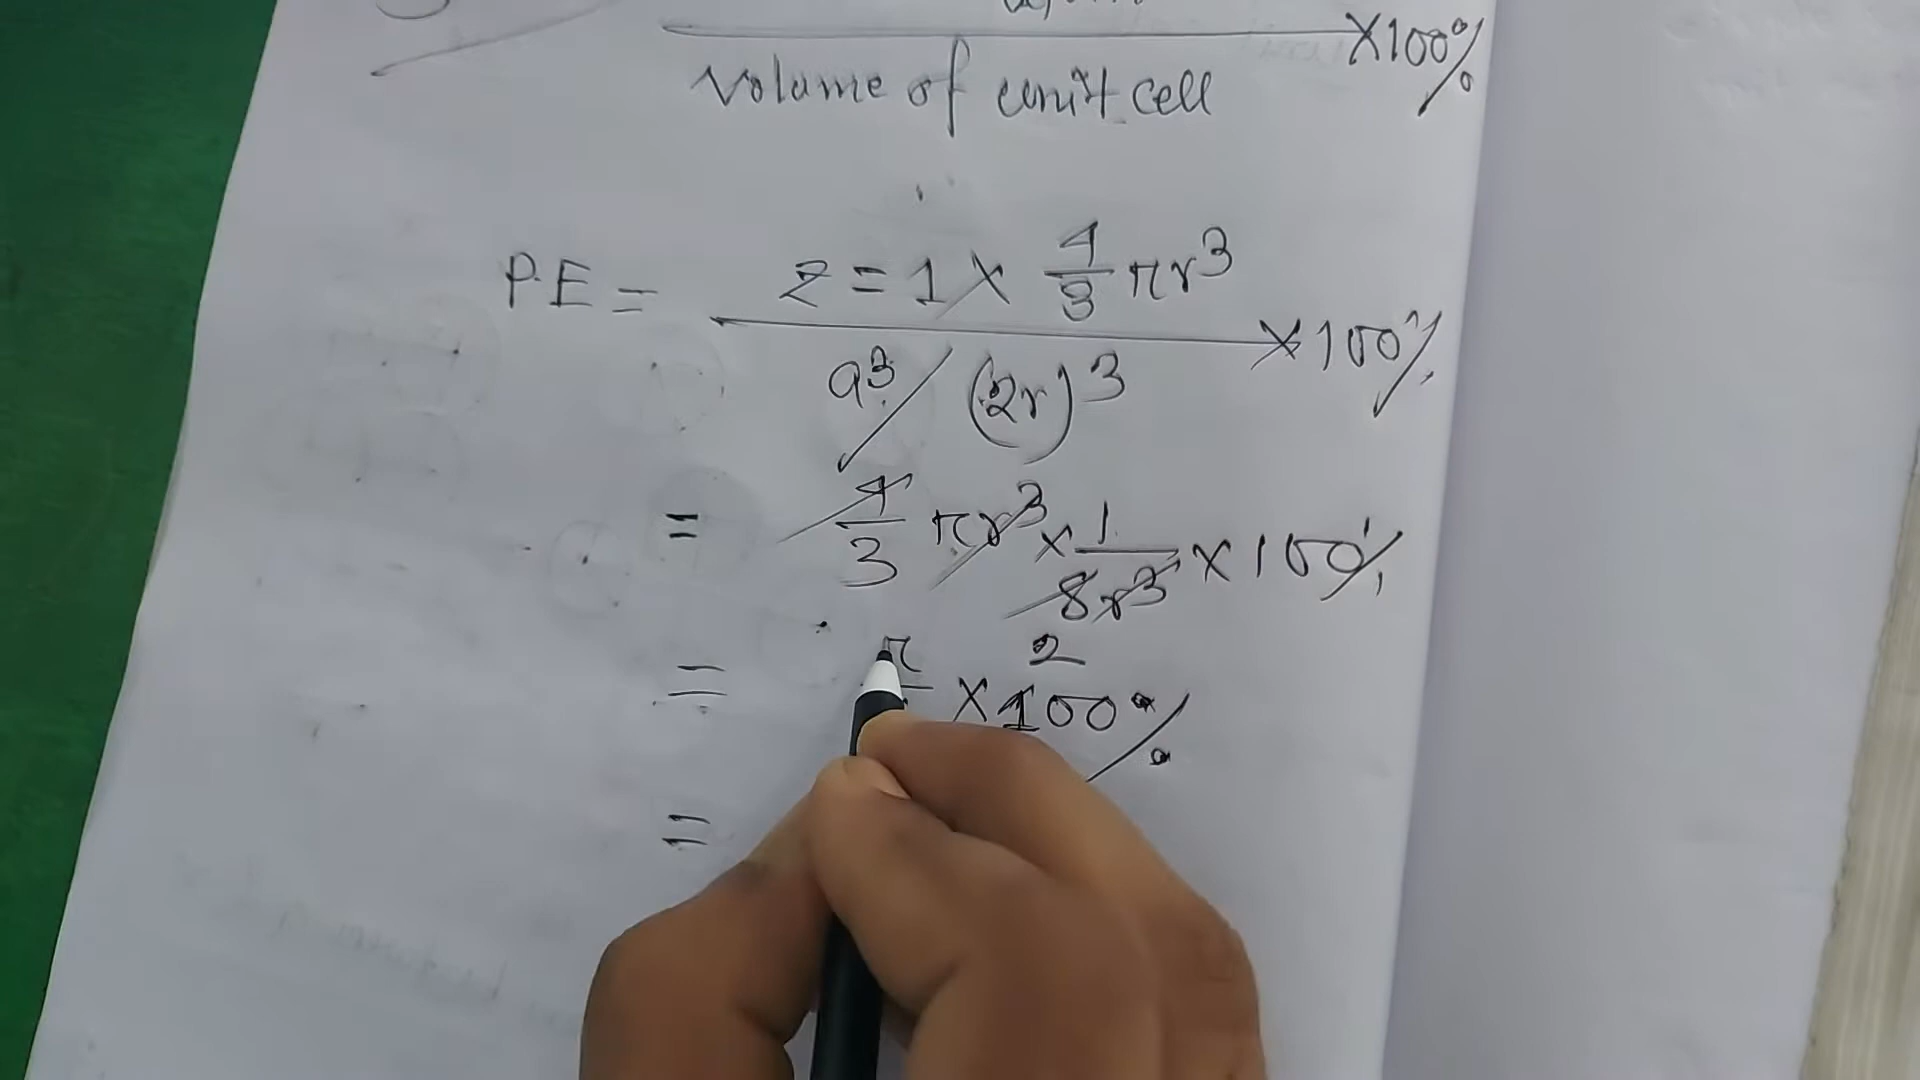 ×100%
Volume of unit cell
P.E = z = 1 × 4/3 πr³
a³/ (2r)³ ×100%
= 4/3 πr³ × 1/8r³ × 100%
2
= π × 100%
=